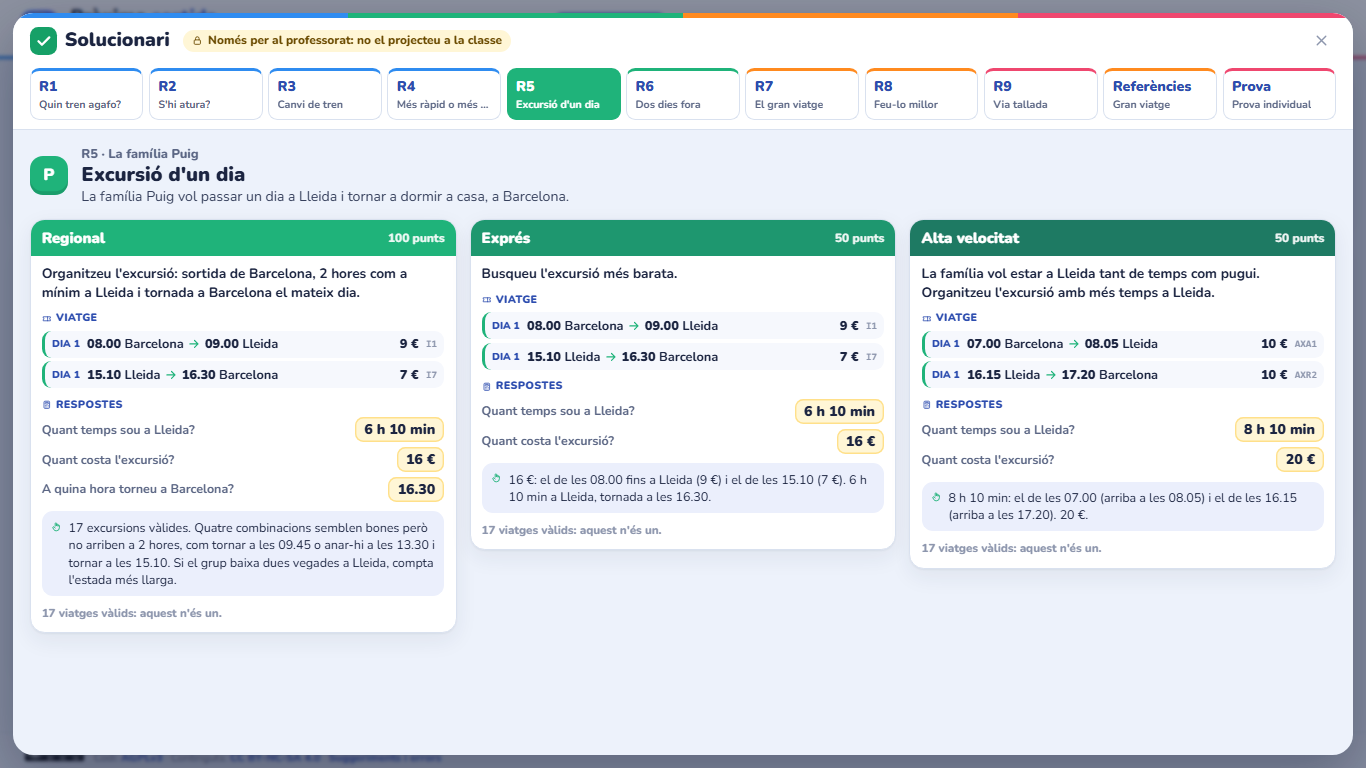 Solucionari
Només per al professorat: no el projecteu a la classe
R1
Quin tren agafo?
R2
S'hi atura?
R3
Canvi de tren
R4
Més ràpid o més ...
R5
Excursió d'un dia
R6
Dos dies fora
R7
El gran viatge
R8
Feu-lo millor
R9
Via tallada
Referències
Gran viatge
Prova
Prova individual
P
R5 · La família Puig
Excursió d'un dia
La família Puig vol passar un dia a Lleida i tornar a dormir a casa, a Barcelona.
Regional 100 punts
Organitzeu l'excursió: sortida de Barcelona, 2 hores com a
mínim a Lleida i tornada a Barcelona el mateix dia.
VIATGE
DIA 1 08.00 Barcelona → 09.00 Lleida 9 € I1
DIA 1 15.10 Lleida → 16.30 Barcelona 7 € I7
RESPOSTES
Quant temps sou a Lleida? 6 h 10 min
Quant costa l'excursió? 16 €
A quina hora torneu a Barcelona? 16.30
17 excursions vàlides. Quatre combinacions semblen bones però
no arriben a 2 hores, com tornar a les 09.45 o anar-hi a les 13.30 i
tornar a les 15.10. Si el grup baixa dues vegades a Lleida, compta
l'estada més llarga.
17 viatges vàlids: aquest n'és un.
Exprés 50 punts
Busqueu l'excursió més barata.
VIATGE
DIA 1 08.00 Barcelona → 09.00 Lleida 9 € I1
DIA 1 15.10 Lleida → 16.30 Barcelona 7 € I7
RESPOSTES
Quant temps sou a Lleida? 6 h 10 min
Quant costa l'excursió? 16 €
16 €: el de les 08.00 fins a Lleida (9 €) i el de les 15.10 (7 €). 6 h
10 min a Lleida, tornada a les 16.30.
17 viatges vàlids: aquest n'és un.
Alta velocitat 50 punts
La família vol estar a Lleida tant de temps com pugui.
Organitzeu l'excursió amb més temps a Lleida.
VIATGE
DIA 1 07.00 Barcelona → 08.05 Lleida 10 € AXA1
DIA 1 16.15 Lleida → 17.20 Barcelona 10 € AXR2
RESPOSTES
Quant temps sou a Lleida? 8 h 10 min
Quant costa l'excursió? 20 €
8 h 10 min: el de les 07.00 (arriba a les 08.05) i el de les 16.15
(arriba a les 17.20). 20 €.
17 viatges vàlids: aquest n'és un.